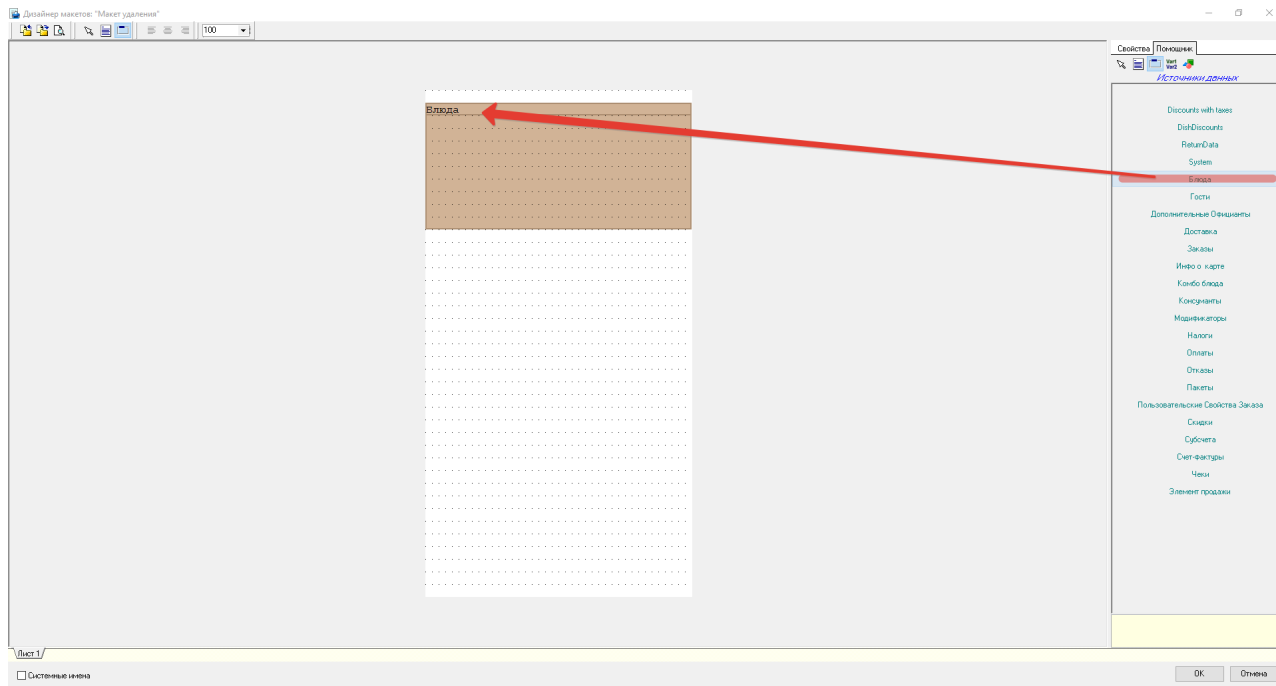 Дизайнер макетов: "Макет удаления"
100
Свойства Помощник
Var1
Var2
Источники данных
Блюда
Discounts with taxes
DishDiscounts
ReturnData
System
Блюда
Гости
Дополнительные Официанты
Доставка
Заказы
Инфо о карте
Комбо блюда
Консуманты
Модификаторы
Налоги
Оплаты
Отказы
Пакеты
Пользовательские Свойства Заказа
Скидки
Субсчета
Счет-фактуры
Чеки
Элемент продажи
Лист 1
Системные имена
OK Отмена